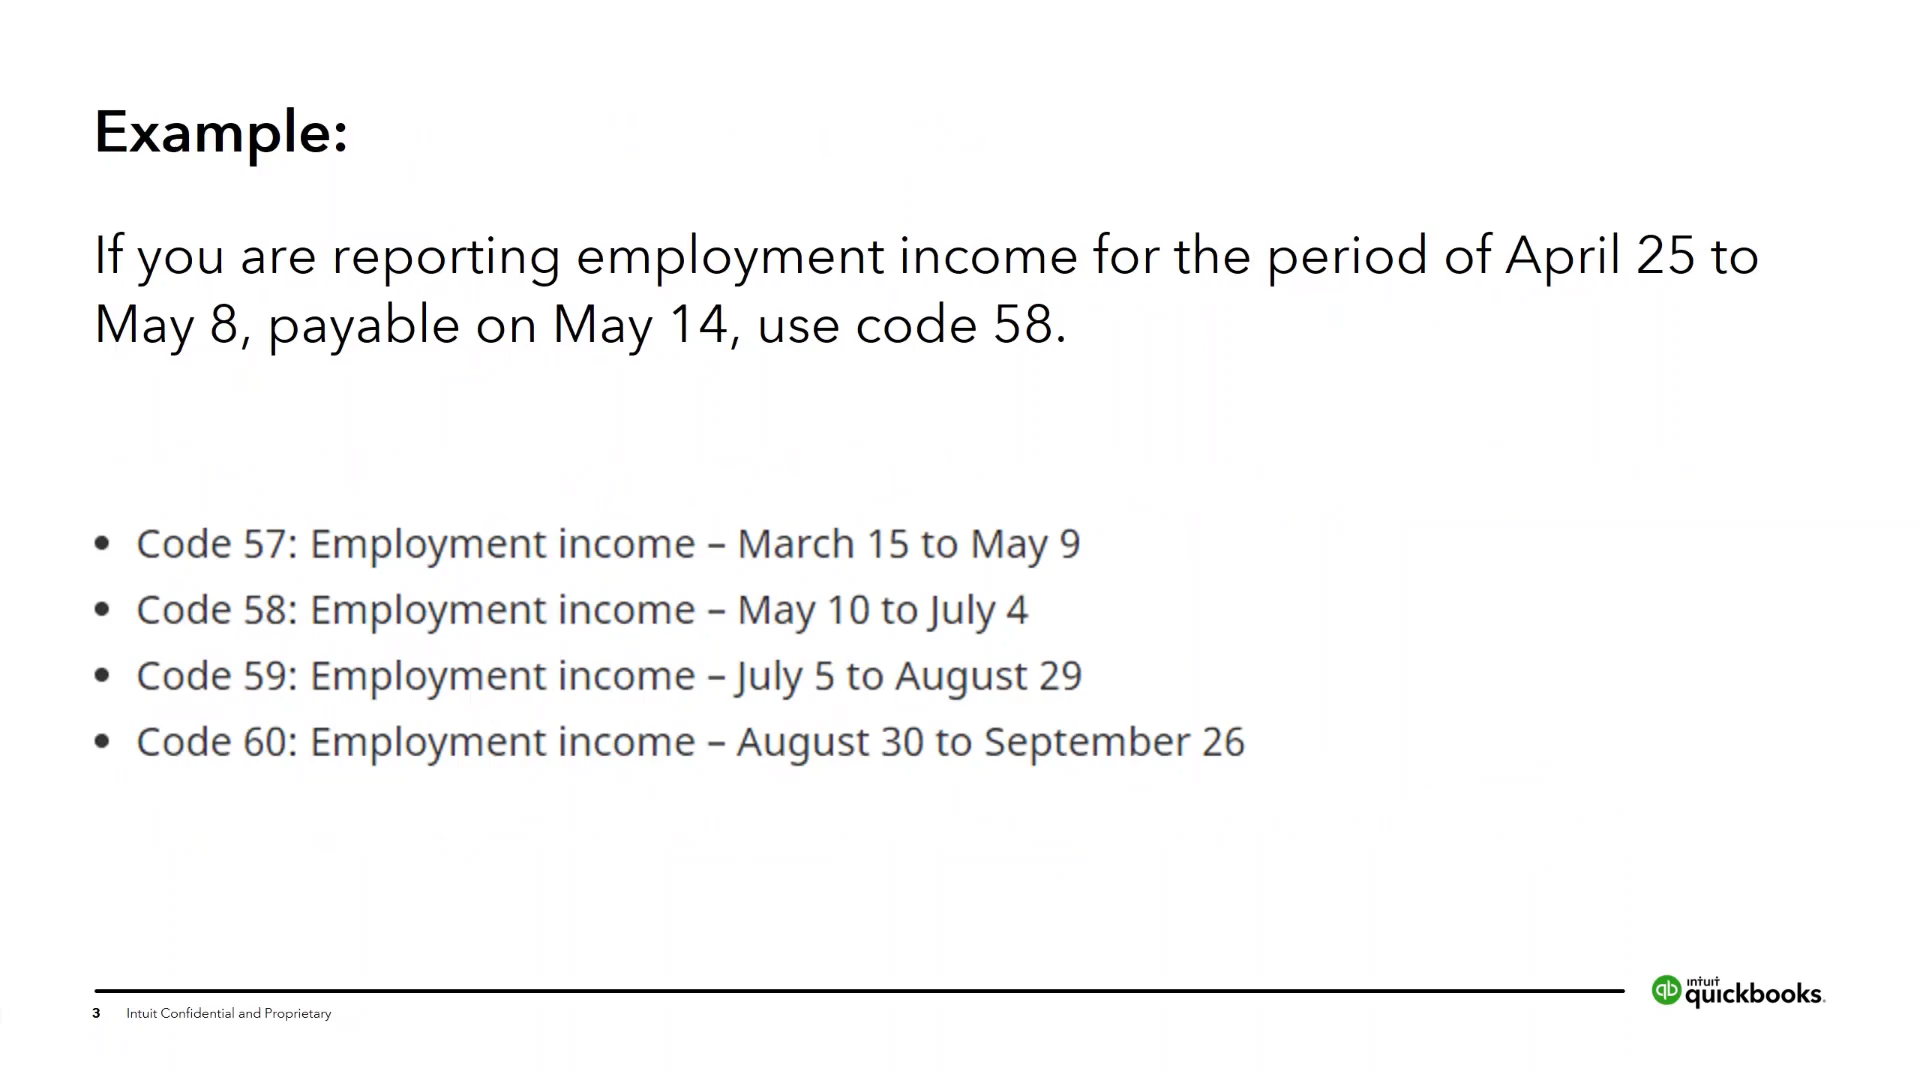 Example:
If you are reporting employment income for the period of April 25 to
May 8, payable on May 14, use code 58.
• Code 57: Employment income – March 15 to May 9
• Code 58: Employment income – May 10 to July 4
• Code 59: Employment income – July 5 to August 29
• Code 60: Employment income – August 30 to September 26
3 Intuit Confidential and Proprietary
qb intuit quickbooks.